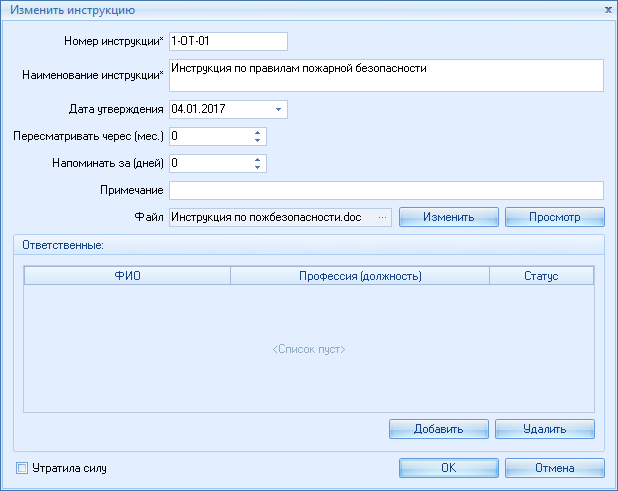 Изменить инструкцию
Номер инструкции* 1-ОТ-01
Наименование инструкции* Инструкция по правилам пожарной безопасности
Дата утверждения 04.01.2017
Пересматривать черес (мес.) 0
Напоминать за (дней) 0
Примечание
Файл Инструкция по пожбезопасности.doc ... Изменить Просмотр
Ответственные:
ФИО Профессия (должность) Статус
<Список пуст>
Добавить Удалить
Утратила силу ОК Отмена